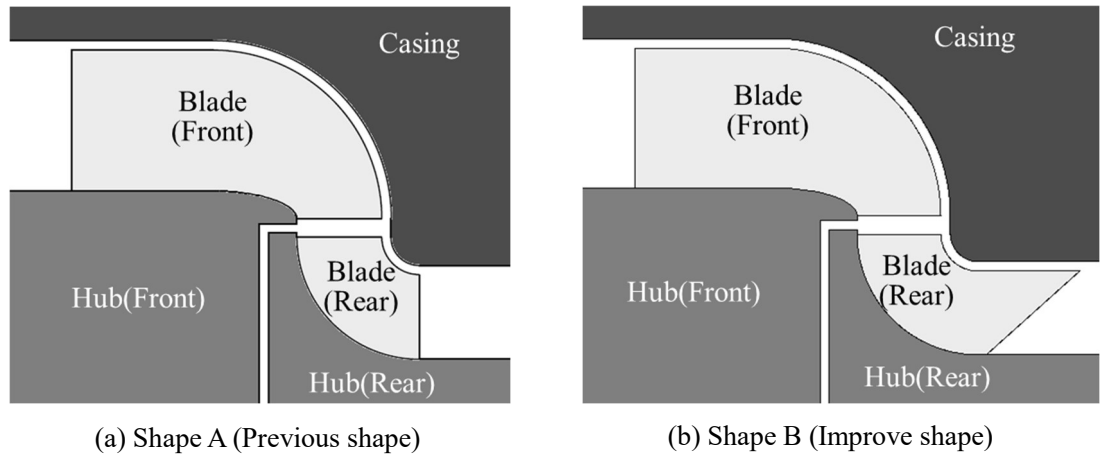 Casing
Blade
(Front)
Blade
(Rear)
Hub(Front)
Hub(Rear)
(a) Shape A (Previous shape)
Casing
Blade
(Front)
Blade
(Rear)
Hub(Front)
Hub(Rear)
(b) Shape B (Improve shape)